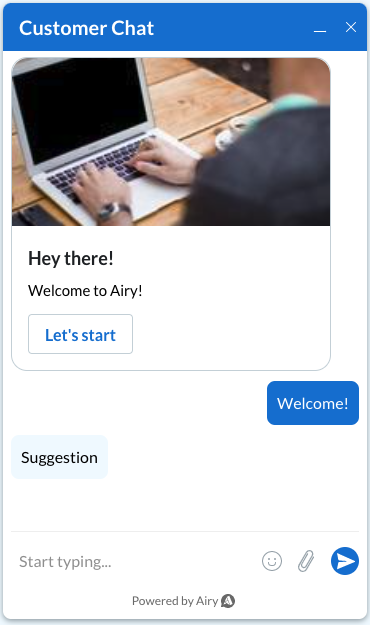 Customer Chat
Hey there!
Welcome to Airy!
Let's start
Welcome!
Suggestion
Start typing...
Powered by Airy